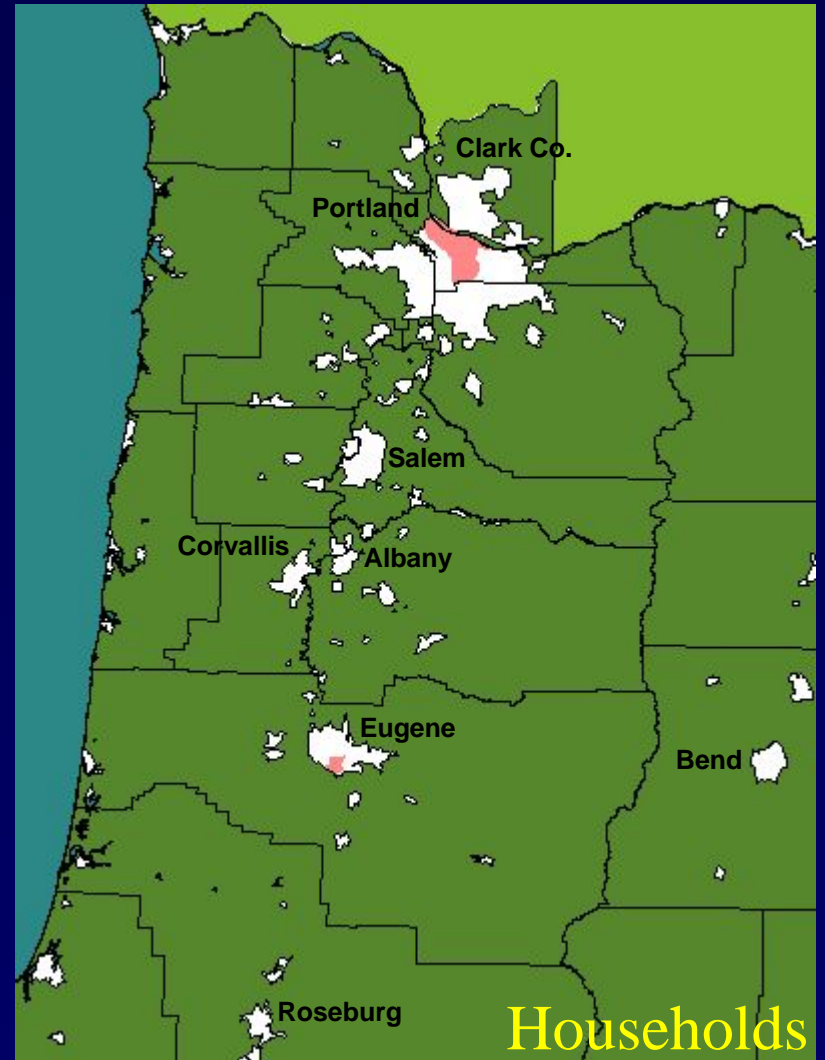 Clark Co.
Portland
Salem
Corvallis
Albany
Eugene
Bend
Roseburg
Households